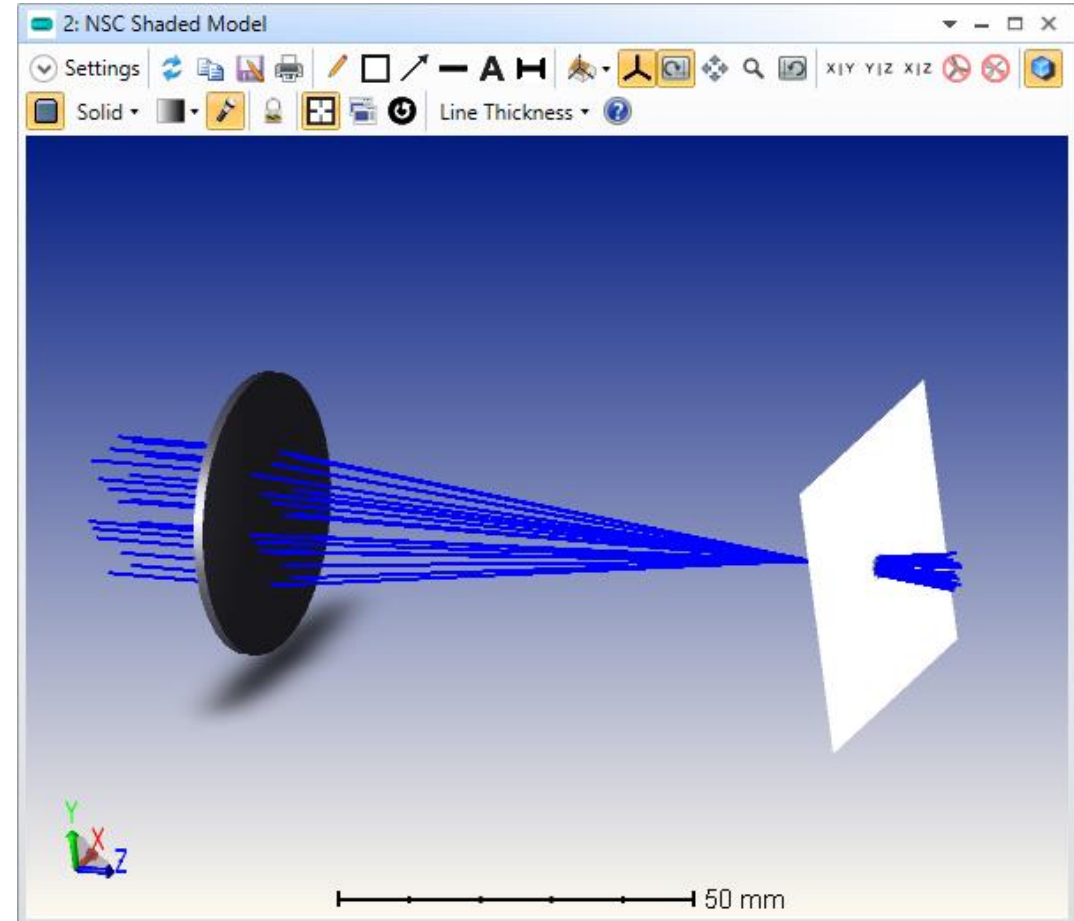 2: NSC Shaded Model
Settings A X|Y Y|Z X|Z
Solid Line Thickness
Y
X
Z
50 mm